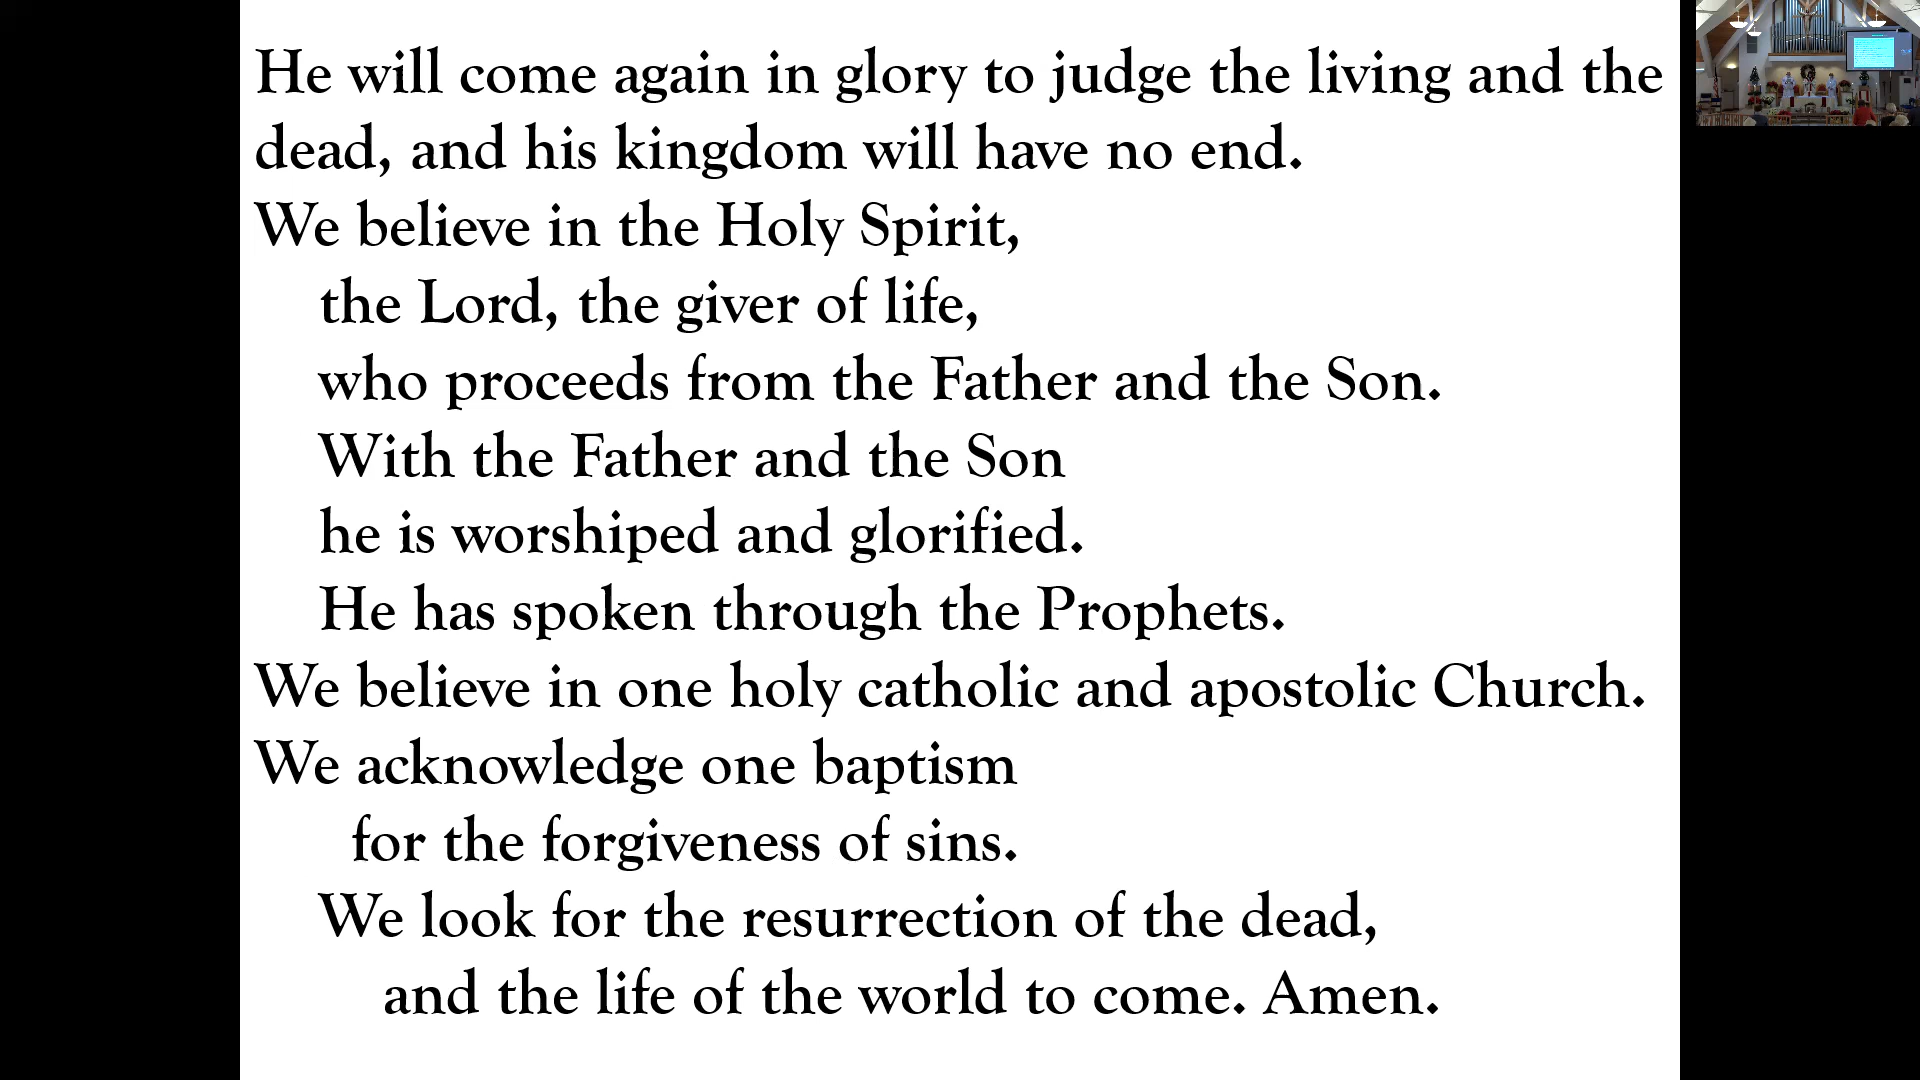 He will come again in glory to judge the living and the
dead, and his kingdom will have no end.
We believe in the Holy Spirit,
the Lord, the giver of life,
who proceeds from the Father and the Son.
With the Father and the Son
he is worshiped and glorified.
He has spoken through the Prophets.
We believe in one holy catholic and apostolic Church.
We acknowledge one baptism
for the forgiveness of sins.
We look for the resurrection of the dead,
and the life of the world to come. Amen.